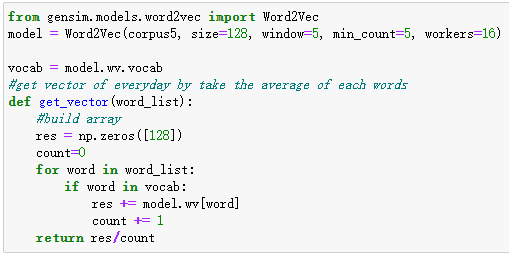 from gensim.models.word2vec import Word2Vec
model = Word2Vec(corpus5, size=128, window=5, min_count=5, workers=16)
vocab = model.wv.vocab
#get vector of everyday by take the average of each words
def get_vector(word_list):
    #build array
    res = np.zeros([128])
    count=0
    for word in word_list:
        if word in vocab:
            res += model.wv[word]
            count += 1
    return res/count